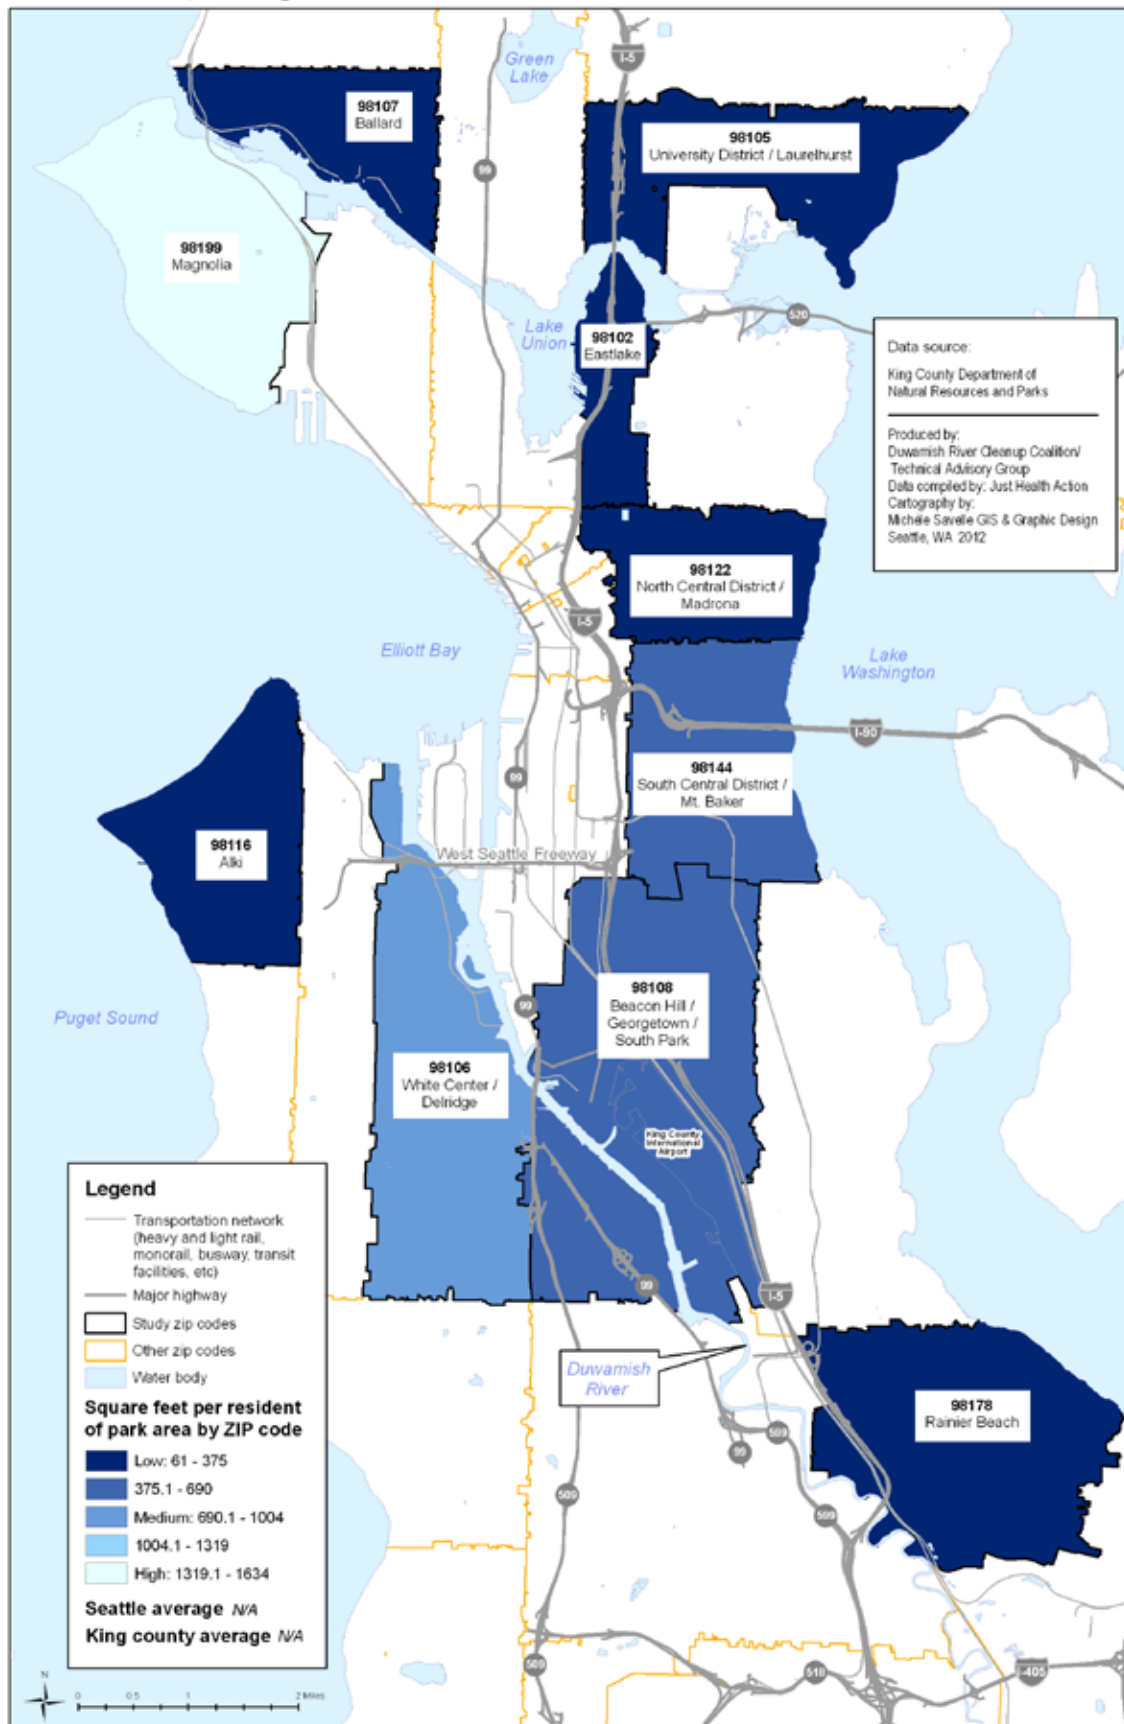 Green
Lake
I-5
98107
Ballard
98105
University District / Laurelhurst
99
98199
Magnolia
Lake
Union
98102
Eastlake
520
Data source:
King County Department of
Natural Resources and Parks
Produced by:
Duwamish River Cleanup Coalition/
Technical Advisory Group
Data compiled by: Just Health Action
Cartography by:
Michele Savelle GIS & Graphic Design
Seattle, WA 2012
98122
North Central District /
Madrona
I-5
Elliott Bay
Lake
Washington
I-90
98144
South Central District /
Mt. Baker
99
98116
Alki
West Seattle Freeway
98108
Beacon Hill /
Georgetown /
South Park
99
Puget Sound
98106
White Center /
Delridge
King County
International
Airport
Legend
Transportation network
(heavy and light rail,
monorail, busway, transit
facilities, etc)
Major highway
Study zip codes
Other zip codes
Water body
Square feet per resident
of park area by ZIP code
Low: 61 - 375
375.1 - 690
Medium: 690.1 - 1004
1004.1 - 1319
High: 1319.1 - 1634
Seattle average N/A
King county average N/A
99
I-5
Duwamish
River
98178
Rainier Beach
99
599
509
599
509
518
I-405
N
0 0.5 1 2 Miles